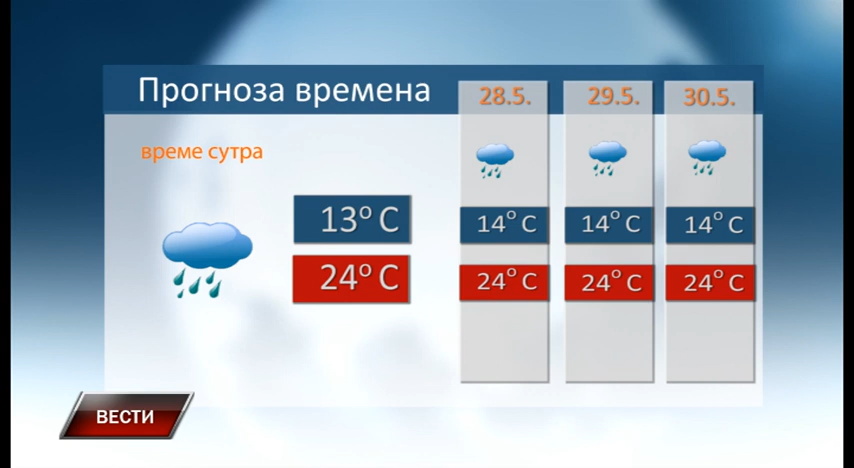 Прогноза времена
време сутра
13° C
24° C
28.5. 29.5. 30.5.
14° C 14° C 14° C
24° C 24° C 24° C
ВЕСТИ